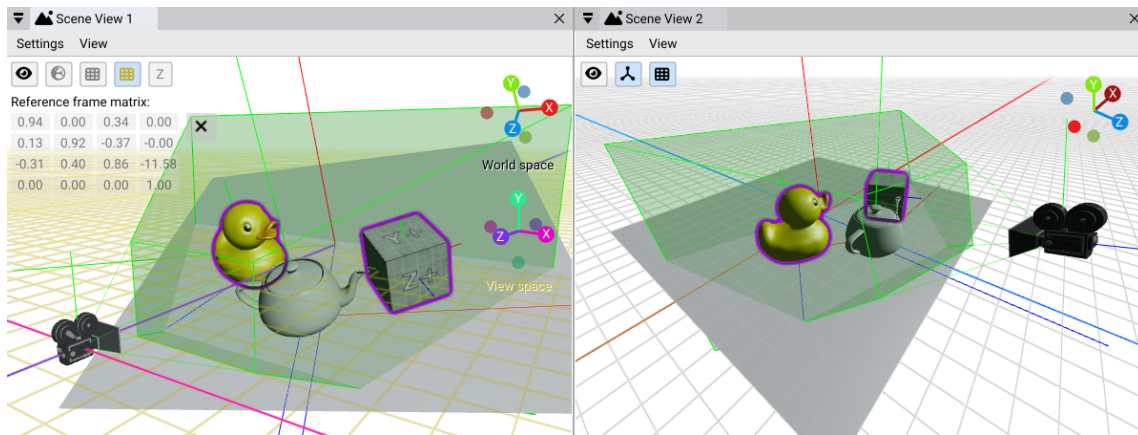 Scene View 1
Settings View
Z
Reference frame matrix:
0.94 0.00 0.34 0.00
0.13 0.92 -0.37 -0.00
-0.31 0.40 0.86 -11.58
0.00 0.00 0.00 1.00
Y
X
Z
World space
Y
Z X
View space
Y+
Z+
Scene View 2
Settings View
Y X
Z